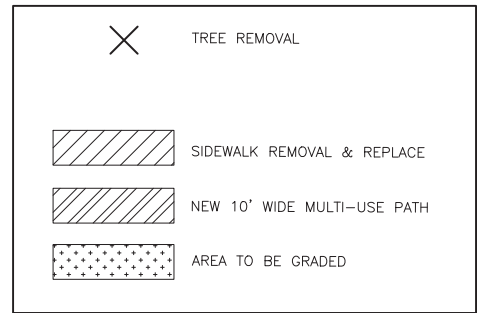 TREE REMOVAL
SIDEWALK REMOVAL & REPLACE
NEW 10' WIDE MULTI-USE PATH
AREA TO BE GRADED